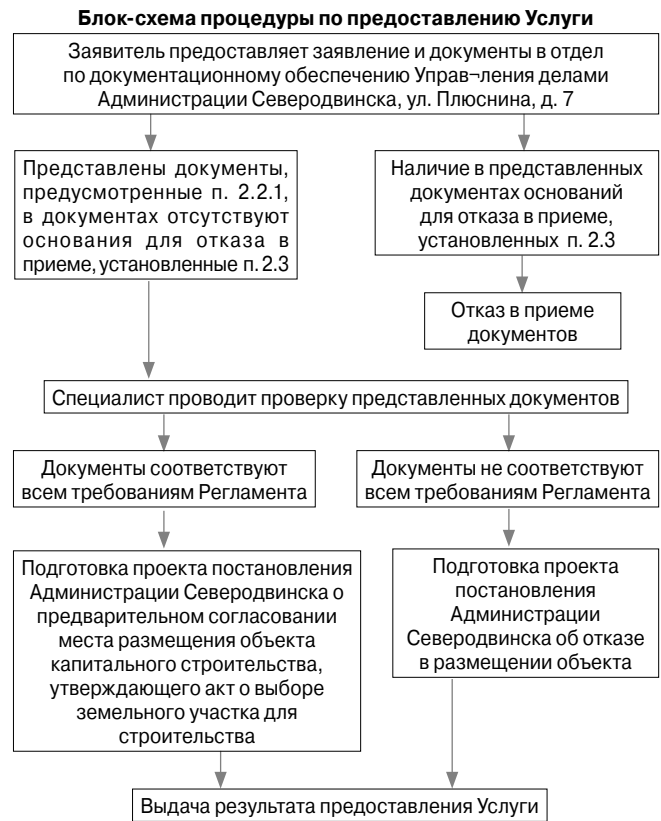 Блок-схема процедуры по предоставлению Услуги
Заявитель предоставляет заявление и документы в отдел
по документационному обеспечению Управ¬ления делами
Администрации Северодвинска, ул. Плюснина, д. 7
Представлены документы,
предусмотренные п. 2.2.1,
в документах отсутствуют
основания для отказа в
приеме, установленные п. 2.3
Наличие в представленных
документах оснований
для отказа в приеме,
установленных п. 2.3
Отказ в приеме
документов
Специалист проводит проверку представленных документов
Документы соответствуют
всем требованиям Регламента
Документы не соответствуют
всем требованиям Регламента
Подготовка проекта постановления
Администрации Северодвинска о
предварительном согласовании
места размещения объекта
капитального строительства,
утверждающего акт о выборе
земельного участка для
строительства
Подготовка проекта
постановления
Администрации
Северодвинска об отказе
в размещении объекта
Выдача результата предоставления Услуги